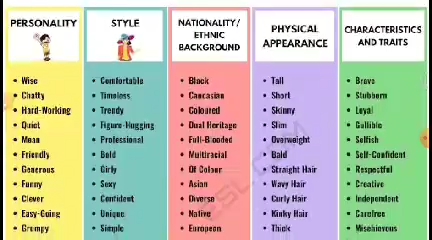 PERSONALITY
STYLE
NATIONALITY/
ETHNIC
BACKGROUND
PHYSICAL
APPEARANCE
CHARACTERISTICS
AND TRAITS
Wise
Chatty
Hard-Working
Quiet
Mean
Friendly
Generous
Funny
Clever
Easy-Going
Grumpy
Comfortable
Timeless
Trendy
Figure-Hugging
Professional
Bold
Girly
Sexy
Confident
Unique
Simple
Black
Caucasian
Coloured
Dual Heritage
Full-Blooded
Multiracial
Of Colour
Asian
Diverse
Native
European
Tall
Short
Skinny
Slim
Overweight
Bald
Straight Hair
Wavy Hair
Curly Hair
Kinky Hair
Thick
Brave
Stubborn
Loyal
Gullible
Selfish
Self-Confident
Respectful
Creative
Independent
Carefree
Mischievous